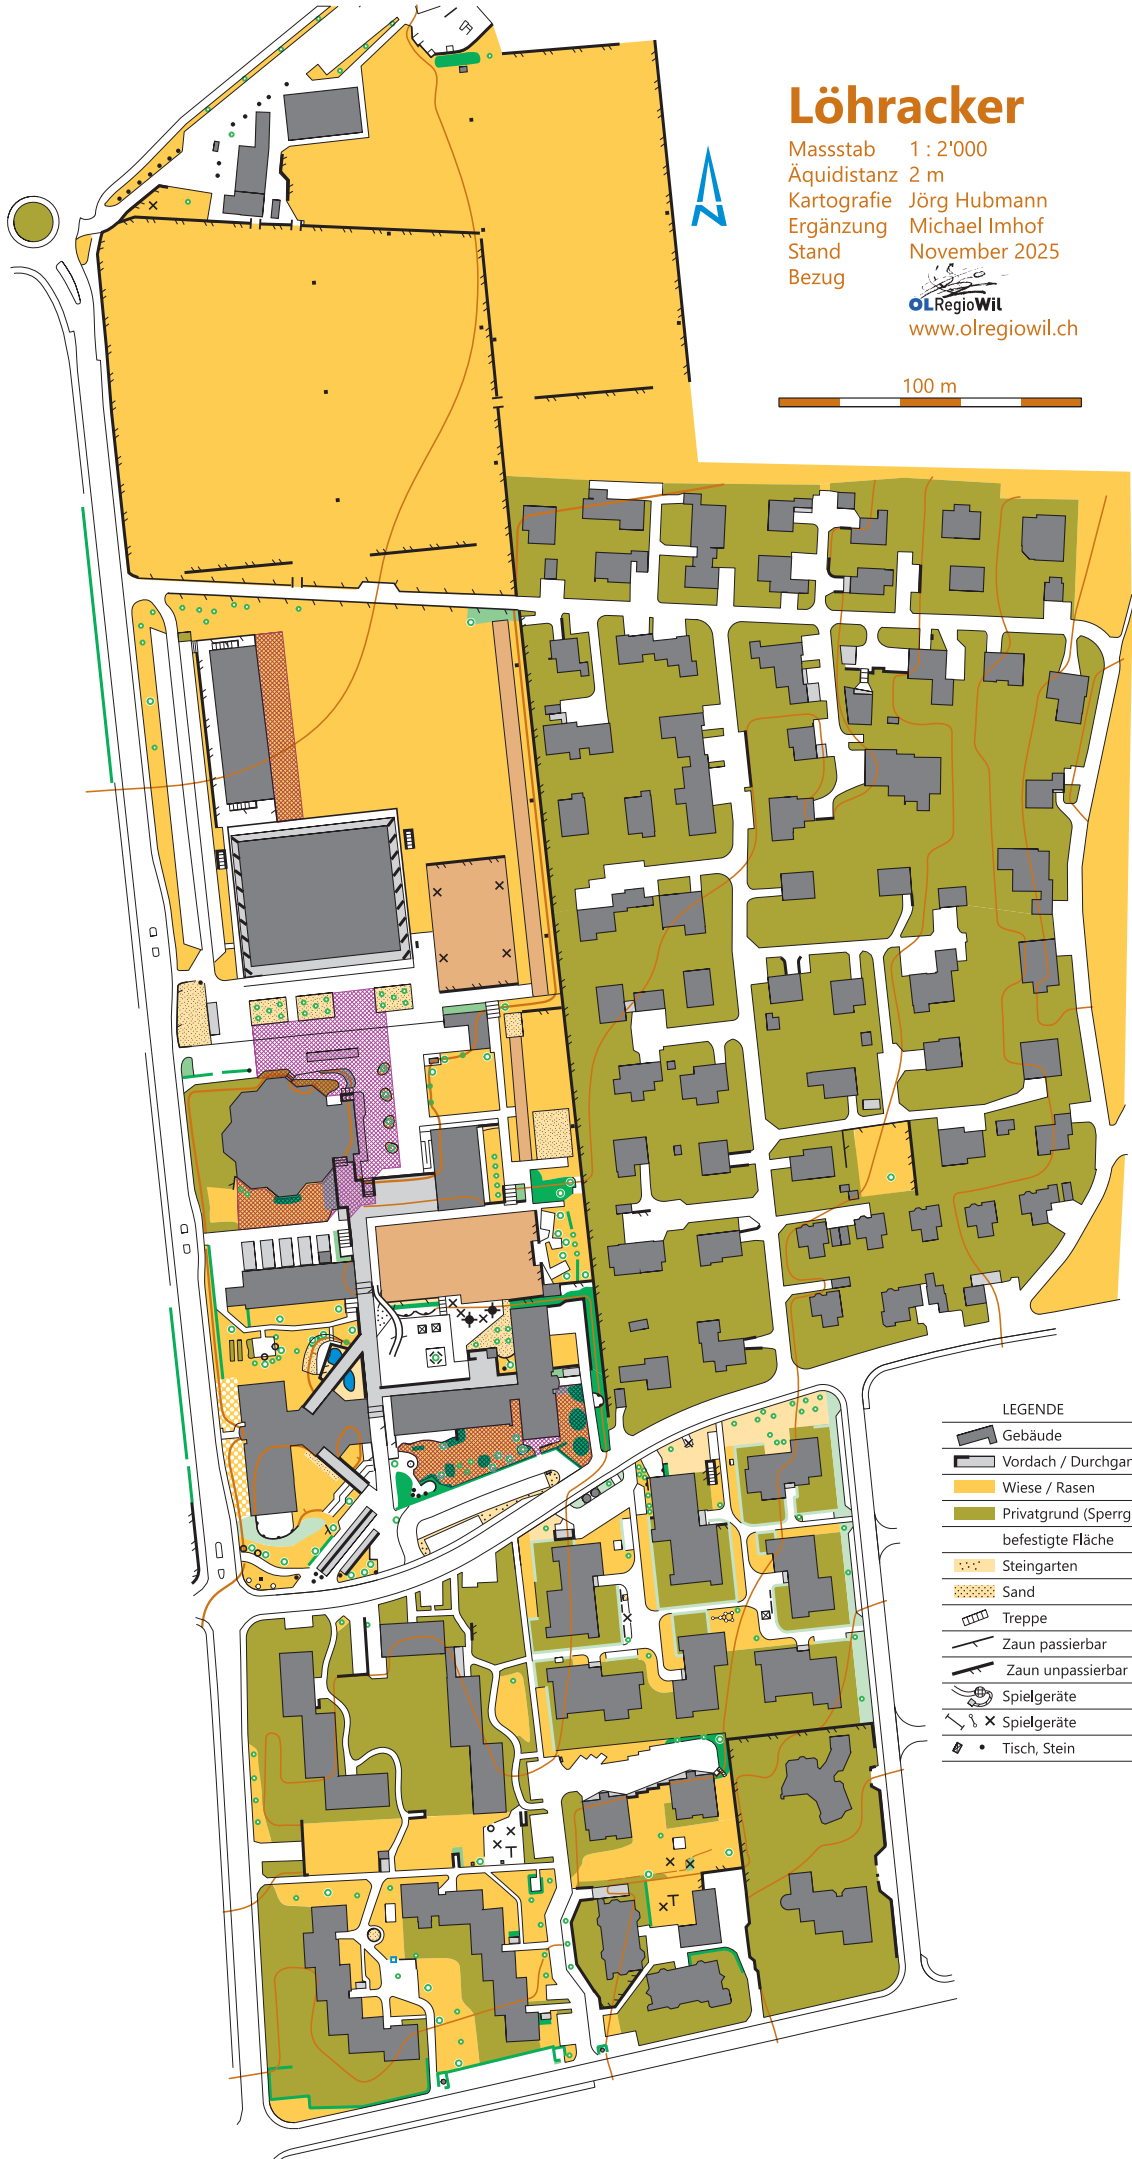 Löhracker
Massstab 1 : 2'000
Äquidistanz 2 m
Kartografie Jörg Hubmann
Ergänzung Michael Imhof
Stand November 2025
Bezug
OLRegioWil
www.olregiowil.ch
100 m
N
LEGENDE
Gebäude
Vordach / Durchgan
Wiese / Rasen
Privatgrund (Sperrg
befestigte Fläche
Steingarten
Sand
Treppe
Zaun passierbar
Zaun unpassierbar
Spielgeräte
Spielgeräte
Tisch, Stein